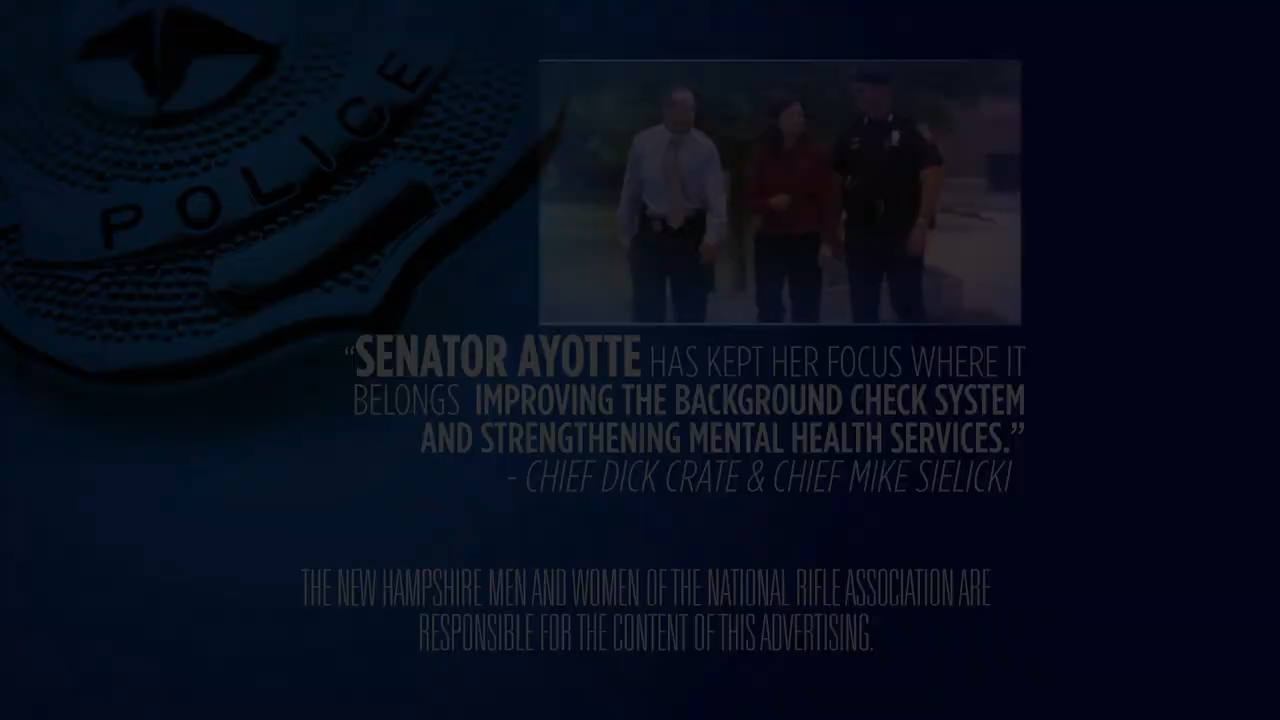 POLICE
“SENATOR AYOTTE HAS KEPT HER FOCUS WHERE IT
BELONGS IMPROVING THE BACKGROUND CHECK SYSTEM
AND STRENGTHENING MENTAL HEALTH SERVICES.”
- CHIEF DICK CRATE & CHIEF MIKE SIELICKI
THE NEW HAMPSHIRE MEN AND WOMEN OF THE NATIONAL RIFLE ASSOCIATION ARE
RESPONSIBLE FOR THE CONTENT OF THIS ADVERTISING.